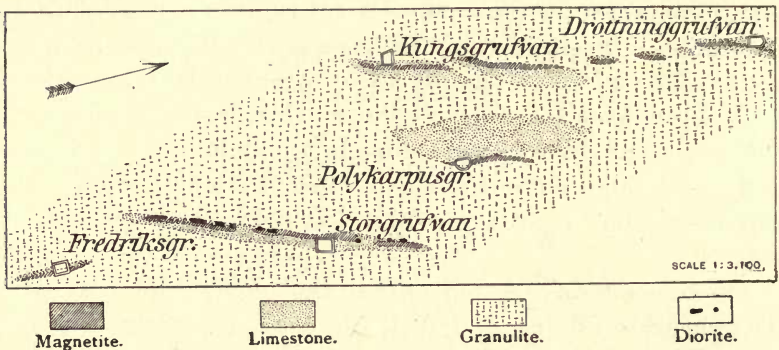 Drottninggrufvan
Kungsgrufvan
Polykarpusgr.
Storgrufvan
Fredriksgr.
SCALE 1:3,100,
Magnetite. Limestone. Granulite. Diorite.